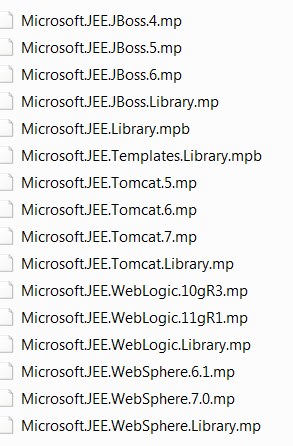 Microsoft.JEE.JBoss.4.mp
Microsoft.JEE.JBoss.5.mp
Microsoft.JEE.JBoss.6.mp
Microsoft.JEE.JBoss.Library.mp
Microsoft.JEE.Library.mpb
Microsoft.JEE.Templates.Library.mpb
Microsoft.JEE.Tomcat.5.mp
Microsoft.JEE.Tomcat.6.mp
Microsoft.JEE.Tomcat.7.mp
Microsoft.JEE.Tomcat.Library.mp
Microsoft.JEE.WebLogic.10gR3.mp
Microsoft.JEE.WebLogic.11gR1.mp
Microsoft.JEE.WebLogic.Library.mp
Microsoft.JEE.WebSphere.6.1.mp
Microsoft.JEE.WebSphere.7.0.mp
Microsoft.JEE.WebSphere.Library.mp